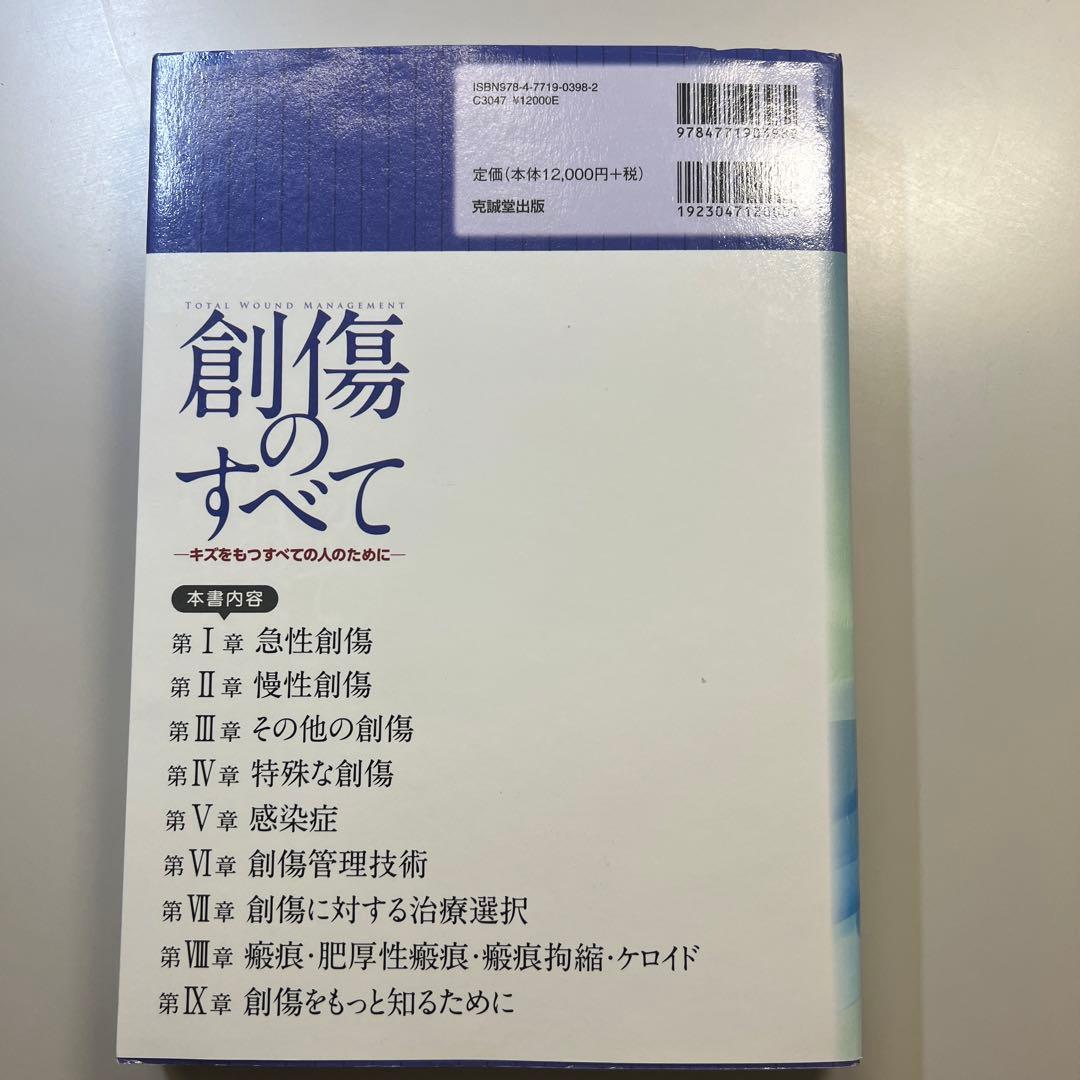 ISBN978-4-7719-0398-2
C3047 ¥12000E
定価(本体12,000円+税)
克誠堂出版
TOTAL WOUND MANAGEMENT
創傷
の
すべて
―キズをもつすべての人のために―
本書内容
第Ⅰ章 急性創傷
第Ⅱ章 慢性創傷
第Ⅲ章 その他の創傷
第Ⅳ章 特殊な創傷
第Ⅴ章 感染症
第Ⅵ章 創傷管理技術
第Ⅶ章 創傷に対する治療選択
第Ⅷ章 瘢痕・肥厚性瘢痕・瘢痕拘縮・ケロイド
第Ⅸ章 創傷をもっと知るために